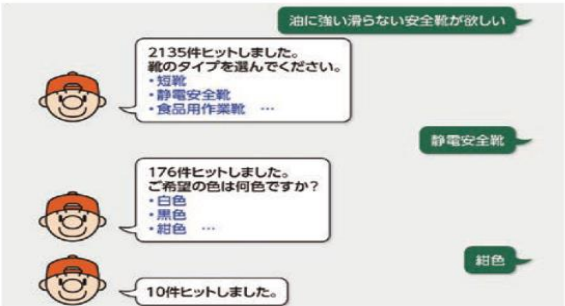 油に強い滑らない安全靴が欲しい
2135件ヒットしました。
靴のタイプを選んでください。
・短靴
・静電安全靴
・食品用作業靴 …
静電安全靴
176件ヒットしました。
ご希望の色は何色ですか?
・白色
・黒色
・紺色 …
紺色
10件ヒットしました。